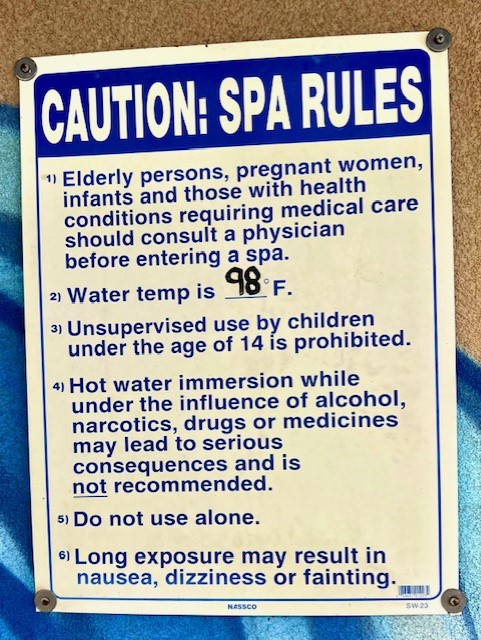 CAUTION: SPA RULES
1) Elderly persons, pregnant women,
infants and those with health
conditions requiring medical care
should consult a physician
before entering a spa.
2) Water temp is 98°F.
3) Unsupervised use by children
under the age of 14 is prohibited.
4) Hot water immersion while
under the influence of alcohol,
narcotics, drugs or medicines
may lead to serious
consequences and is
not recommended.
5) Do not use alone.
6) Long exposure may result in
nausea, dizziness or fainting.
NASSCO SW-23